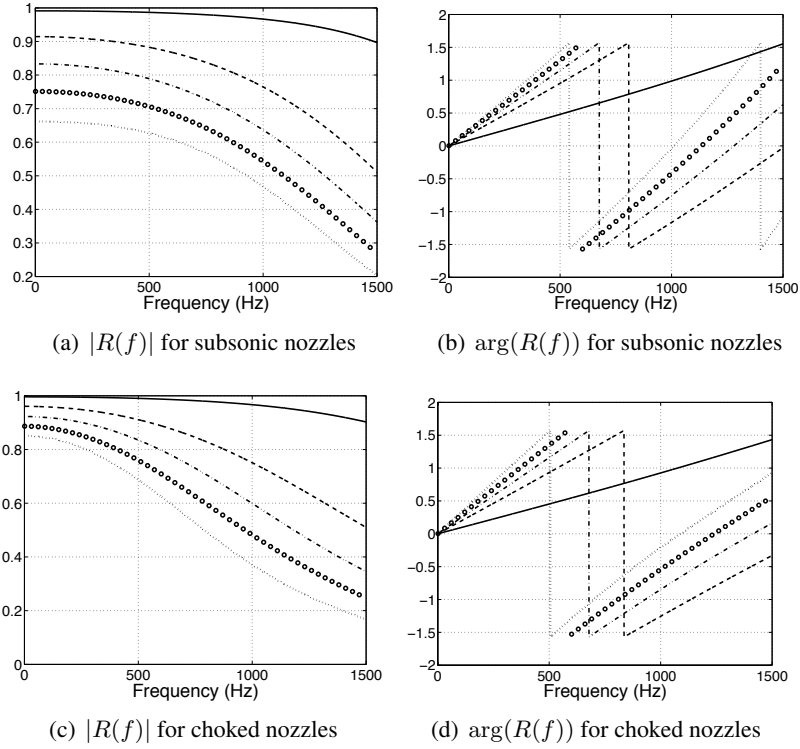 1
0.9
0.8
0.7
0.6
0.5
0.4
0.3
0.2
0 500 1000 1500
Frequency (Hz)
(a) |R(f)| for subsonic nozzles
2
1.5
1
0.5
0
−0.5
−1
−1.5
−2
0 500 1000 1500
Frequency (Hz)
(b) arg(R(f)) for subsonic nozzles
1
0.8
0.6
0.4
0.2
0
0 500 1000 1500
Frequency (Hz)
(c) |R(f)| for choked nozzles
2
1.5
1
0.5
0
−0.5
−1
−1.5
−2
0 500 1000 1500
Frequency (Hz)
(d) arg(R(f)) for choked nozzles